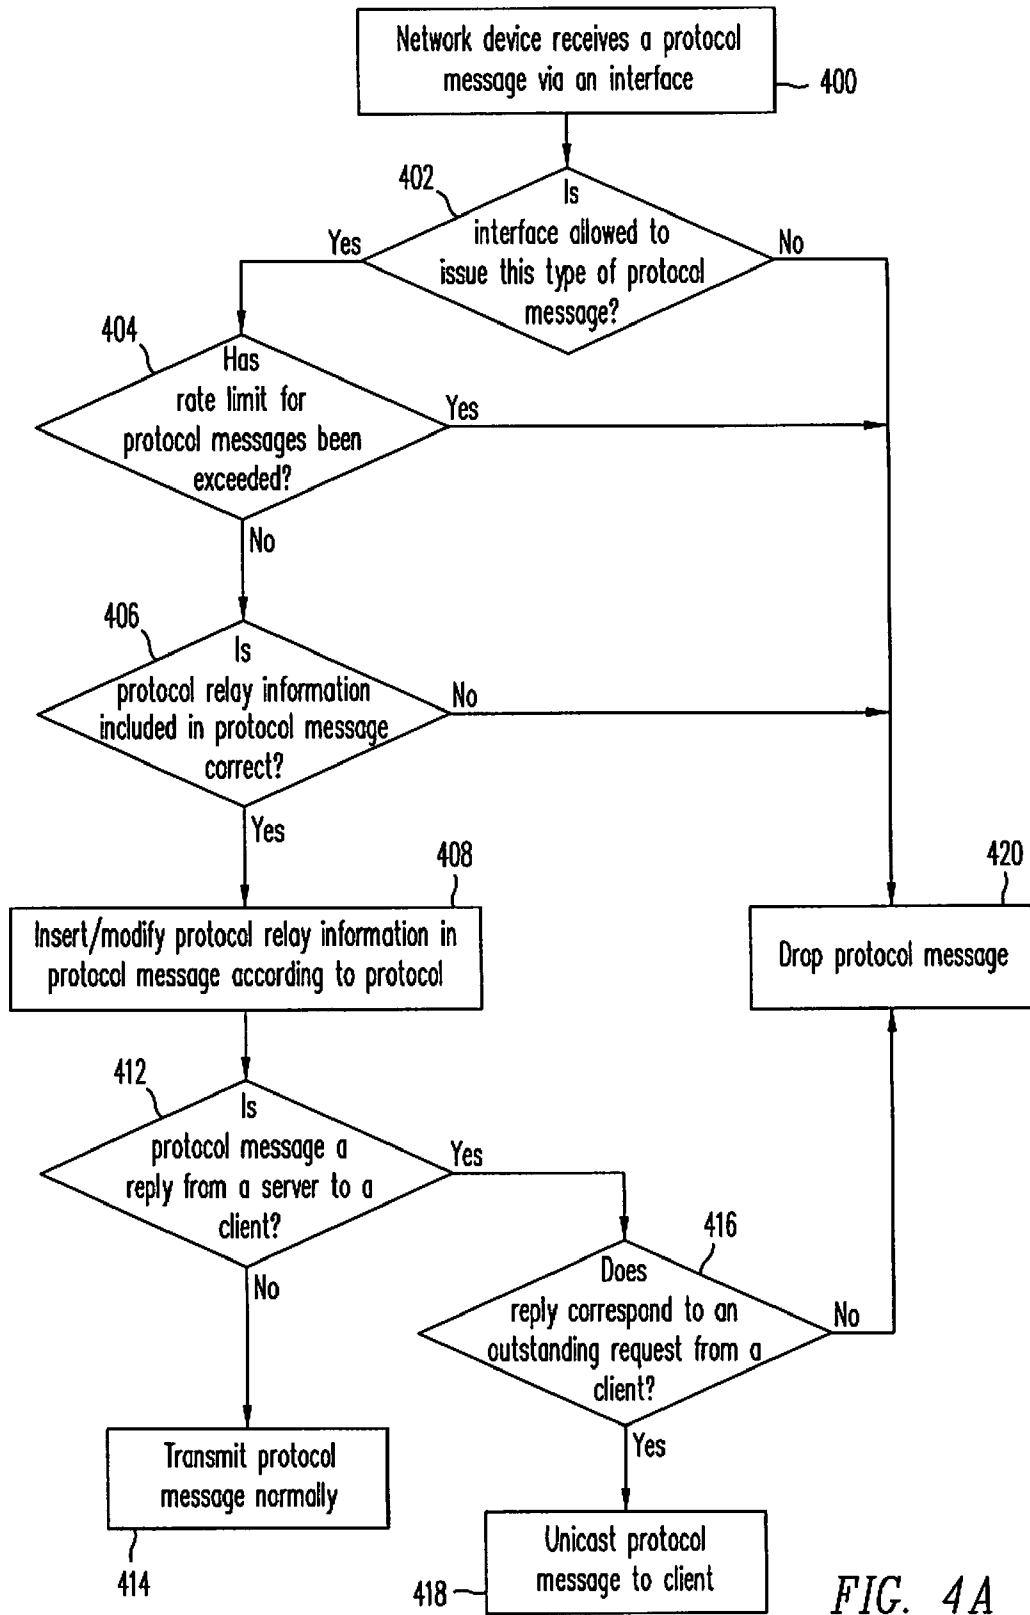 Network device receives a protocol
message via an interface
400
402
Is
interface allowed to
issue this type of protocol
message?
Yes
No
404
Has
rate limit for
protocol messages been
exceeded?
Yes
No
406
Is
protocol relay information
included in protocol message
correct?
No
Yes
408
Insert/modify protocol relay information in
protocol message according to protocol
420
Drop protocol message
412
Is
protocol message a
reply from a server to a
client?
Yes
No
416
Does
reply correspond to an
outstanding request from a
client?
No
Yes
Transmit protocol
message normally
414
Unicast protocol
message to client
418
FIG. 4A